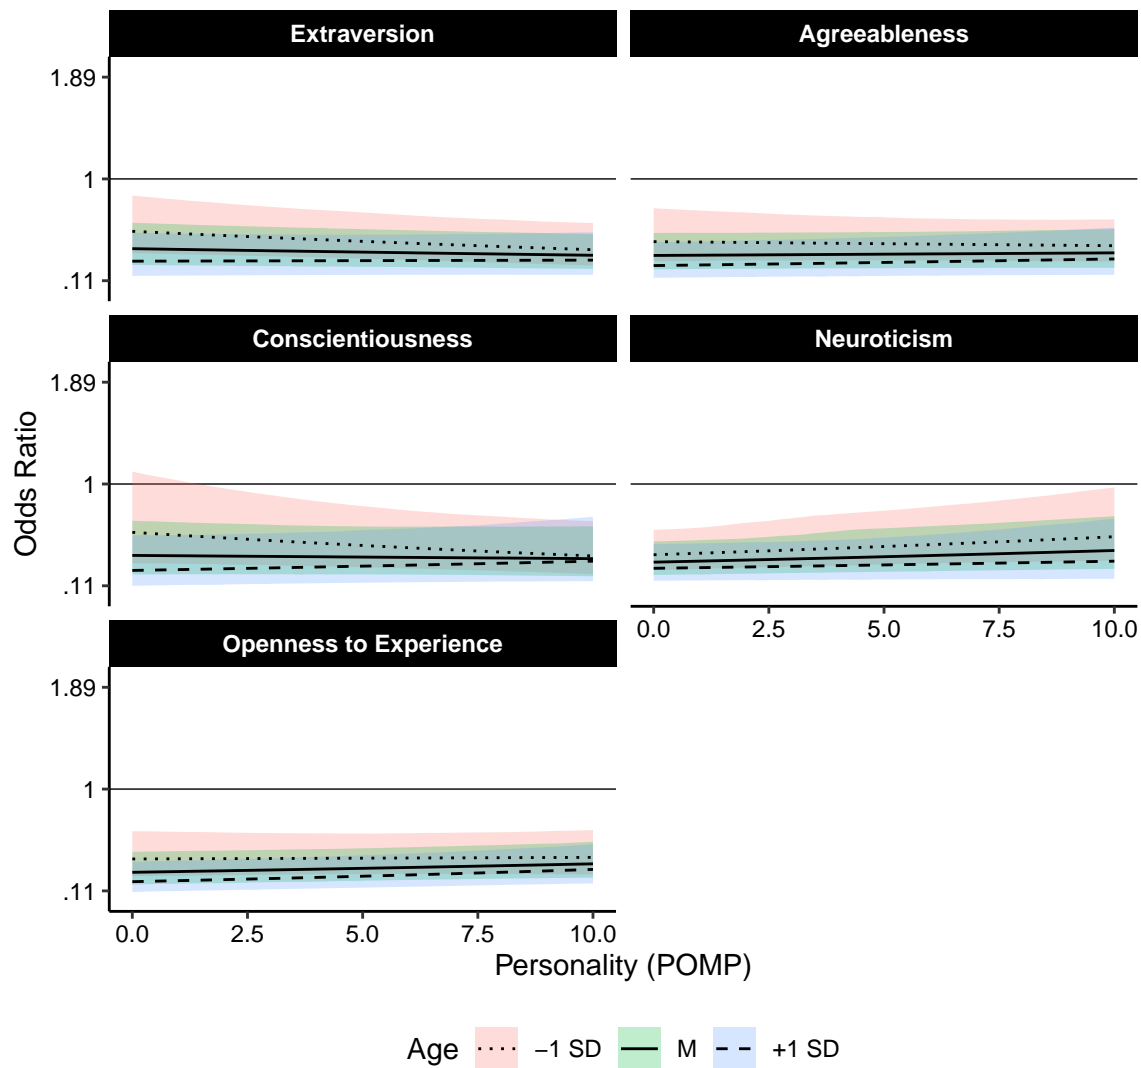 Extraversion
Agreeableness
1.89
1
.11
Conscientiousness
Neuroticism
1.89
1
.11
0.0 2.5 5.0 7.5 10.0
Openness to Experience
1.89
1
.11
0.0 2.5 5.0 7.5 10.0
Odds Ratio
Personality (POMP)
Age −1 SD M +1 SD